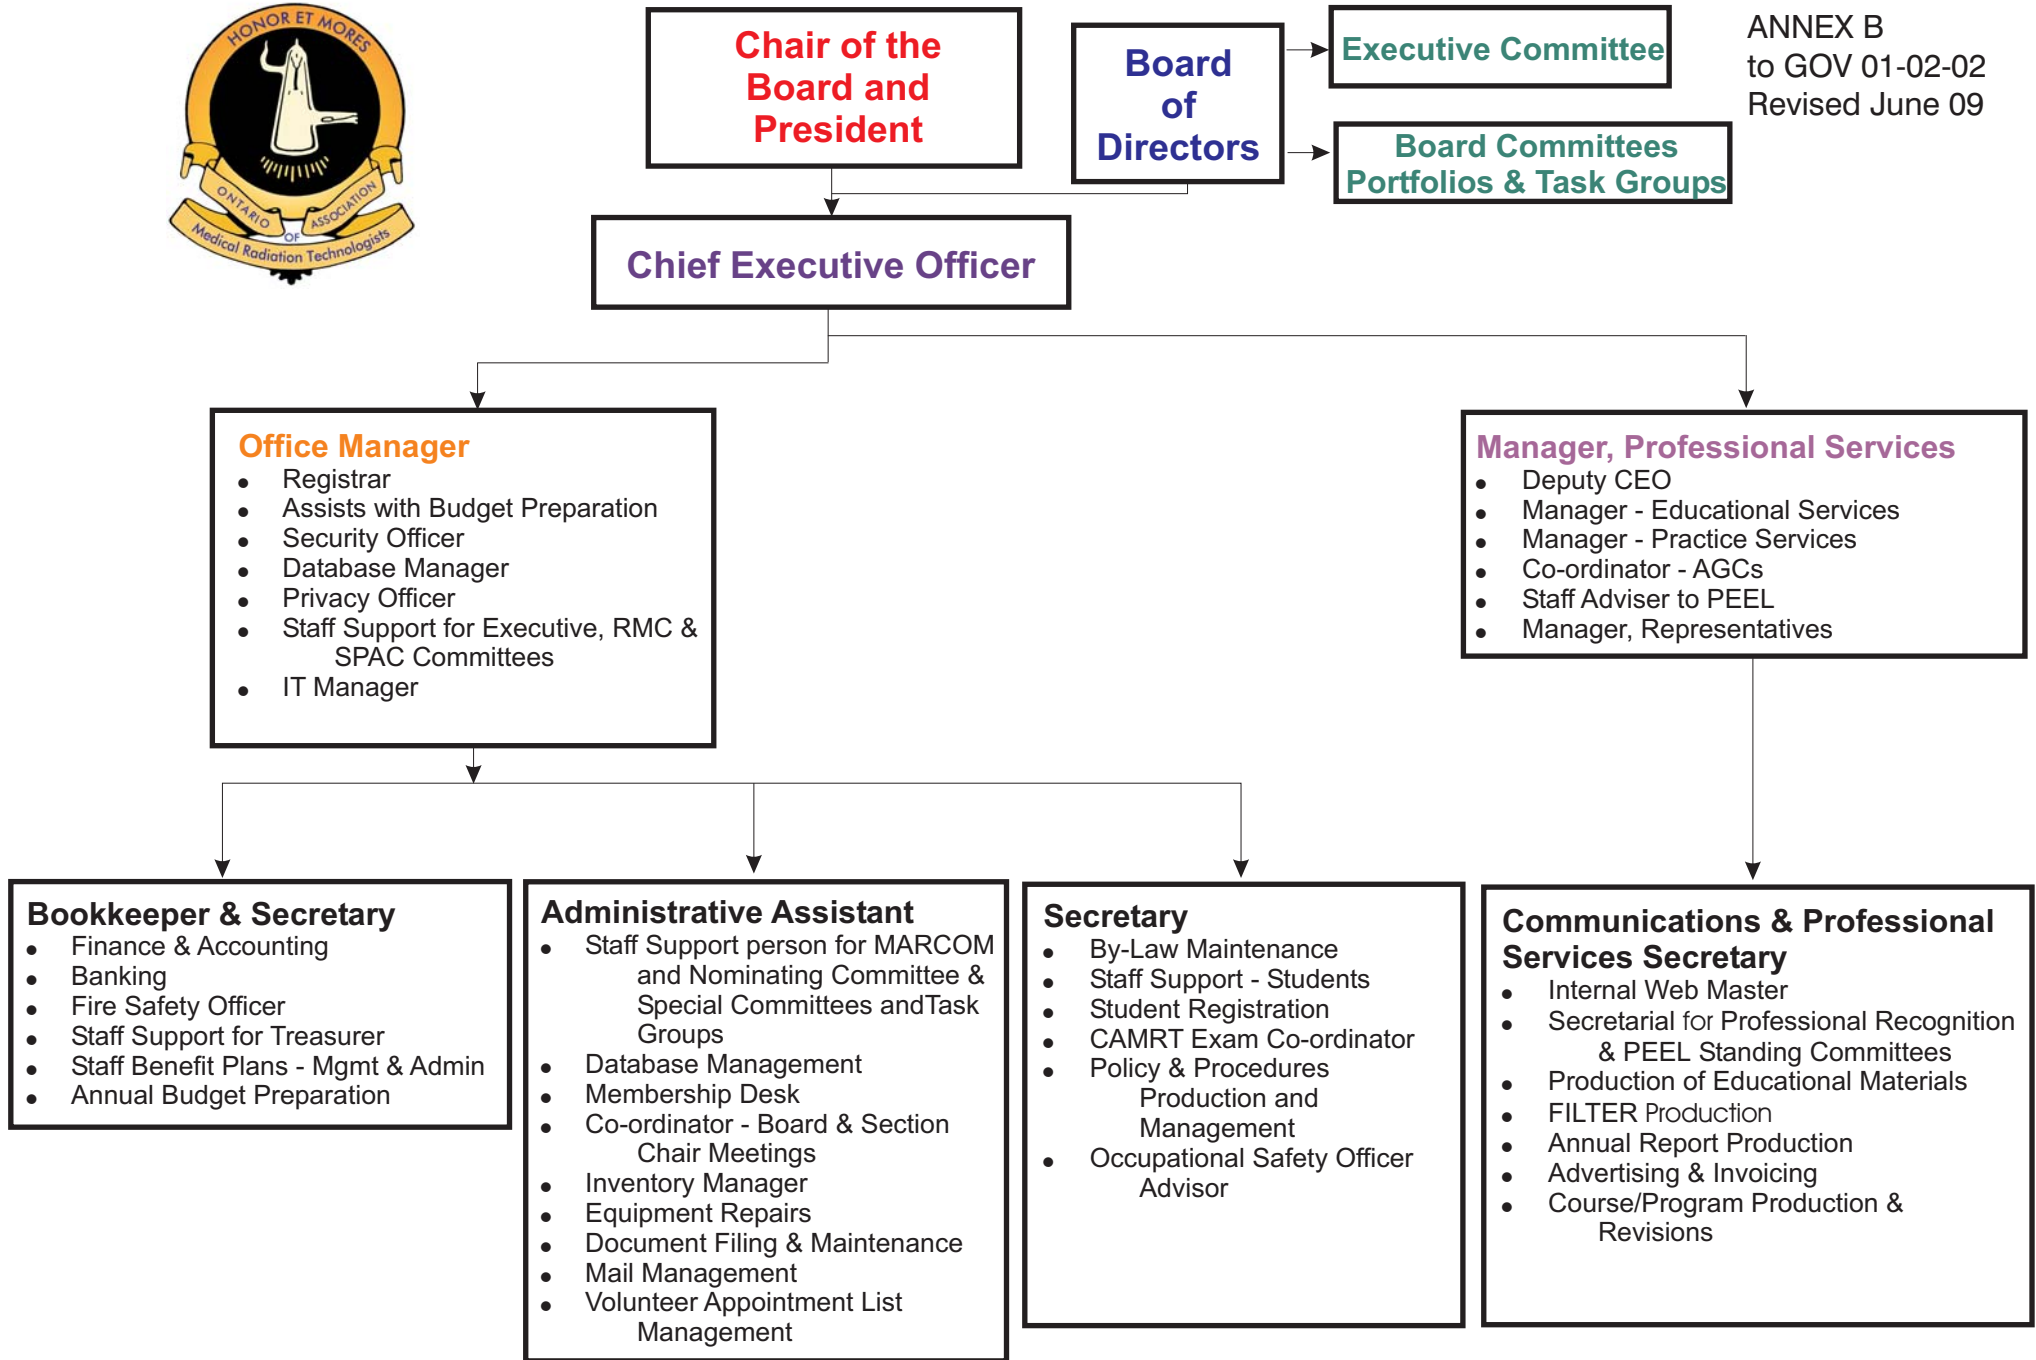 HONOR ET MORES
ONTARIO ASSOCIATION
OF
Medical Radiation Technologists
Chair of the
Board and
President
Board
of
Directors
Executive Committee
Board Committees
Portfolios & Task Groups
ANNEX B
to GOV 01-02-02
Revised June 09
Chief Executive Officer
Office Manager
• Registrar
• Assists with Budget Preparation
• Security Officer
• Database Manager
• Privacy Officer
• Staff Support for Executive, RMC &
SPAC Committees
• IT Manager
Manager, Professional Services
• Deputy CEO
• Manager - Educational Services
• Manager - Practice Services
• Co-ordinator - AGCs
• Staff Adviser to PEEL
• Manager, Representatives
Bookkeeper & Secretary
• Finance & Accounting
• Banking
• Fire Safety Officer
• Staff Support for Treasurer
• Staff Benefit Plans - Mgmt & Admin
• Annual Budget Preparation
Administrative Assistant
• Staff Support person for MARCOM
and Nominating Committee &
Special Committees andTask
Groups
• Database Management
• Membership Desk
• Co-ordinator - Board & Section
Chair Meetings
• Inventory Manager
• Equipment Repairs
• Document Filing & Maintenance
• Mail Management
• Volunteer Appointment List
Management
Secretary
• By-Law Maintenance
• Staff Support - Students
• Student Registration
• CAMRT Exam Co-ordinator
• Policy & Procedures
Production and
Management
• Occupational Safety Officer
Advisor
Communications & Professional
Services Secretary
• Internal Web Master
• Secretarial for Professional Recognition
& PEEL Standing Committees
• Production of Educational Materials
• FILTER Production
• Annual Report Production
• Advertising & Invoicing
• Course/Program Production &
Revisions